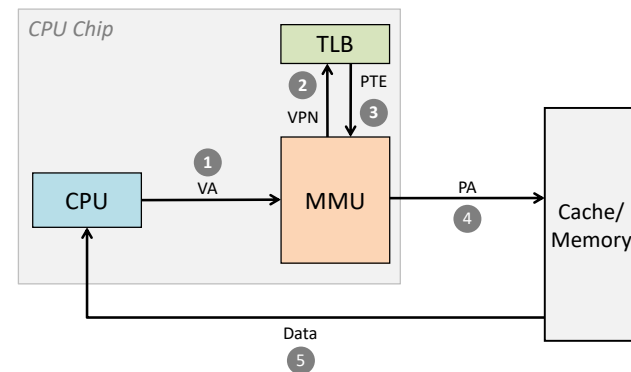 CPU Chip
TLB
2
PTE
VPN
3
1
VA
CPU
MMU
PA
4
Cache/
Memory
Data
5